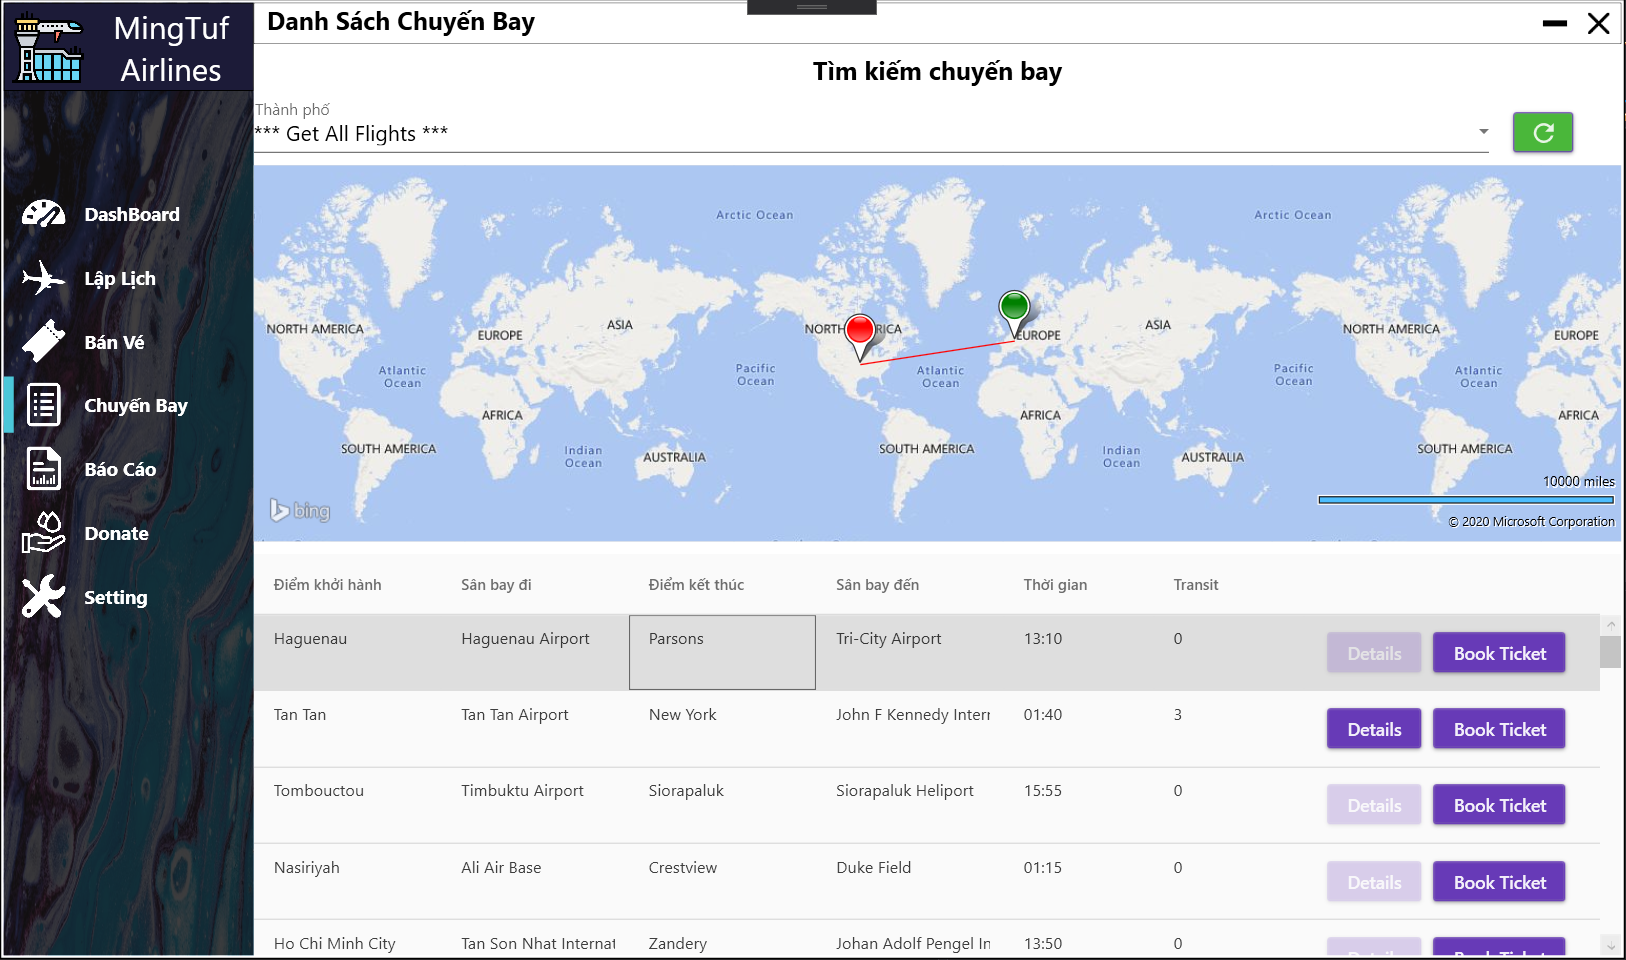 MingTuf
Airlines
Danh Sách Chuyến Bay
Tìm kiếm chuyến bay
Thành phố
*** Get All Flights ***
DashBoard
Lập Lịch
Bán Vé
Chuyến Bay
Báo Cáo
Donate
Setting
Arctic Ocean
Arctic Ocean
NORTH AMERICA
EUROPE
ASIA
NORTH RICA
EUROPE
ASIA
NORTH AMERICA
EUROPE
Atlantic
Ocean
Pacific
Ocean
Atlantic
Ocean
Pacific
Ocean
Atlantic
Ocean
AFRICA
AFRICA
AFRICA
SOUTH AMERICA
Indian
Ocean
AUSTRALIA
SOUTH AMERICA
Indian
Ocean
AUSTRALIA
SOUTH AMERICA
bing
10000 miles
© 2020 Microsoft Corporation
Điểm khởi hành Sân bay đi Điểm kết thúc Sân bay đến Thời gian Transit
Haguenau Haguenau Airport Parsons Tri-City Airport 13:10 0 Details Book Ticket
Tan Tan Tan Tan Airport New York John F Kennedy Intern 01:40 3 Details Book Ticket
Tombouctou Timbuktu Airport Siorapaluk Siorapaluk Heliport 15:55 0 Details Book Ticket
Nasiriyah Ali Air Base Crestview Duke Field 01:15 0 Details Book Ticket
Ho Chi Minh City Tan Son Nhat Internat Zandery Johan Adolf Pengel In 13:50 0 Details Book Ticket